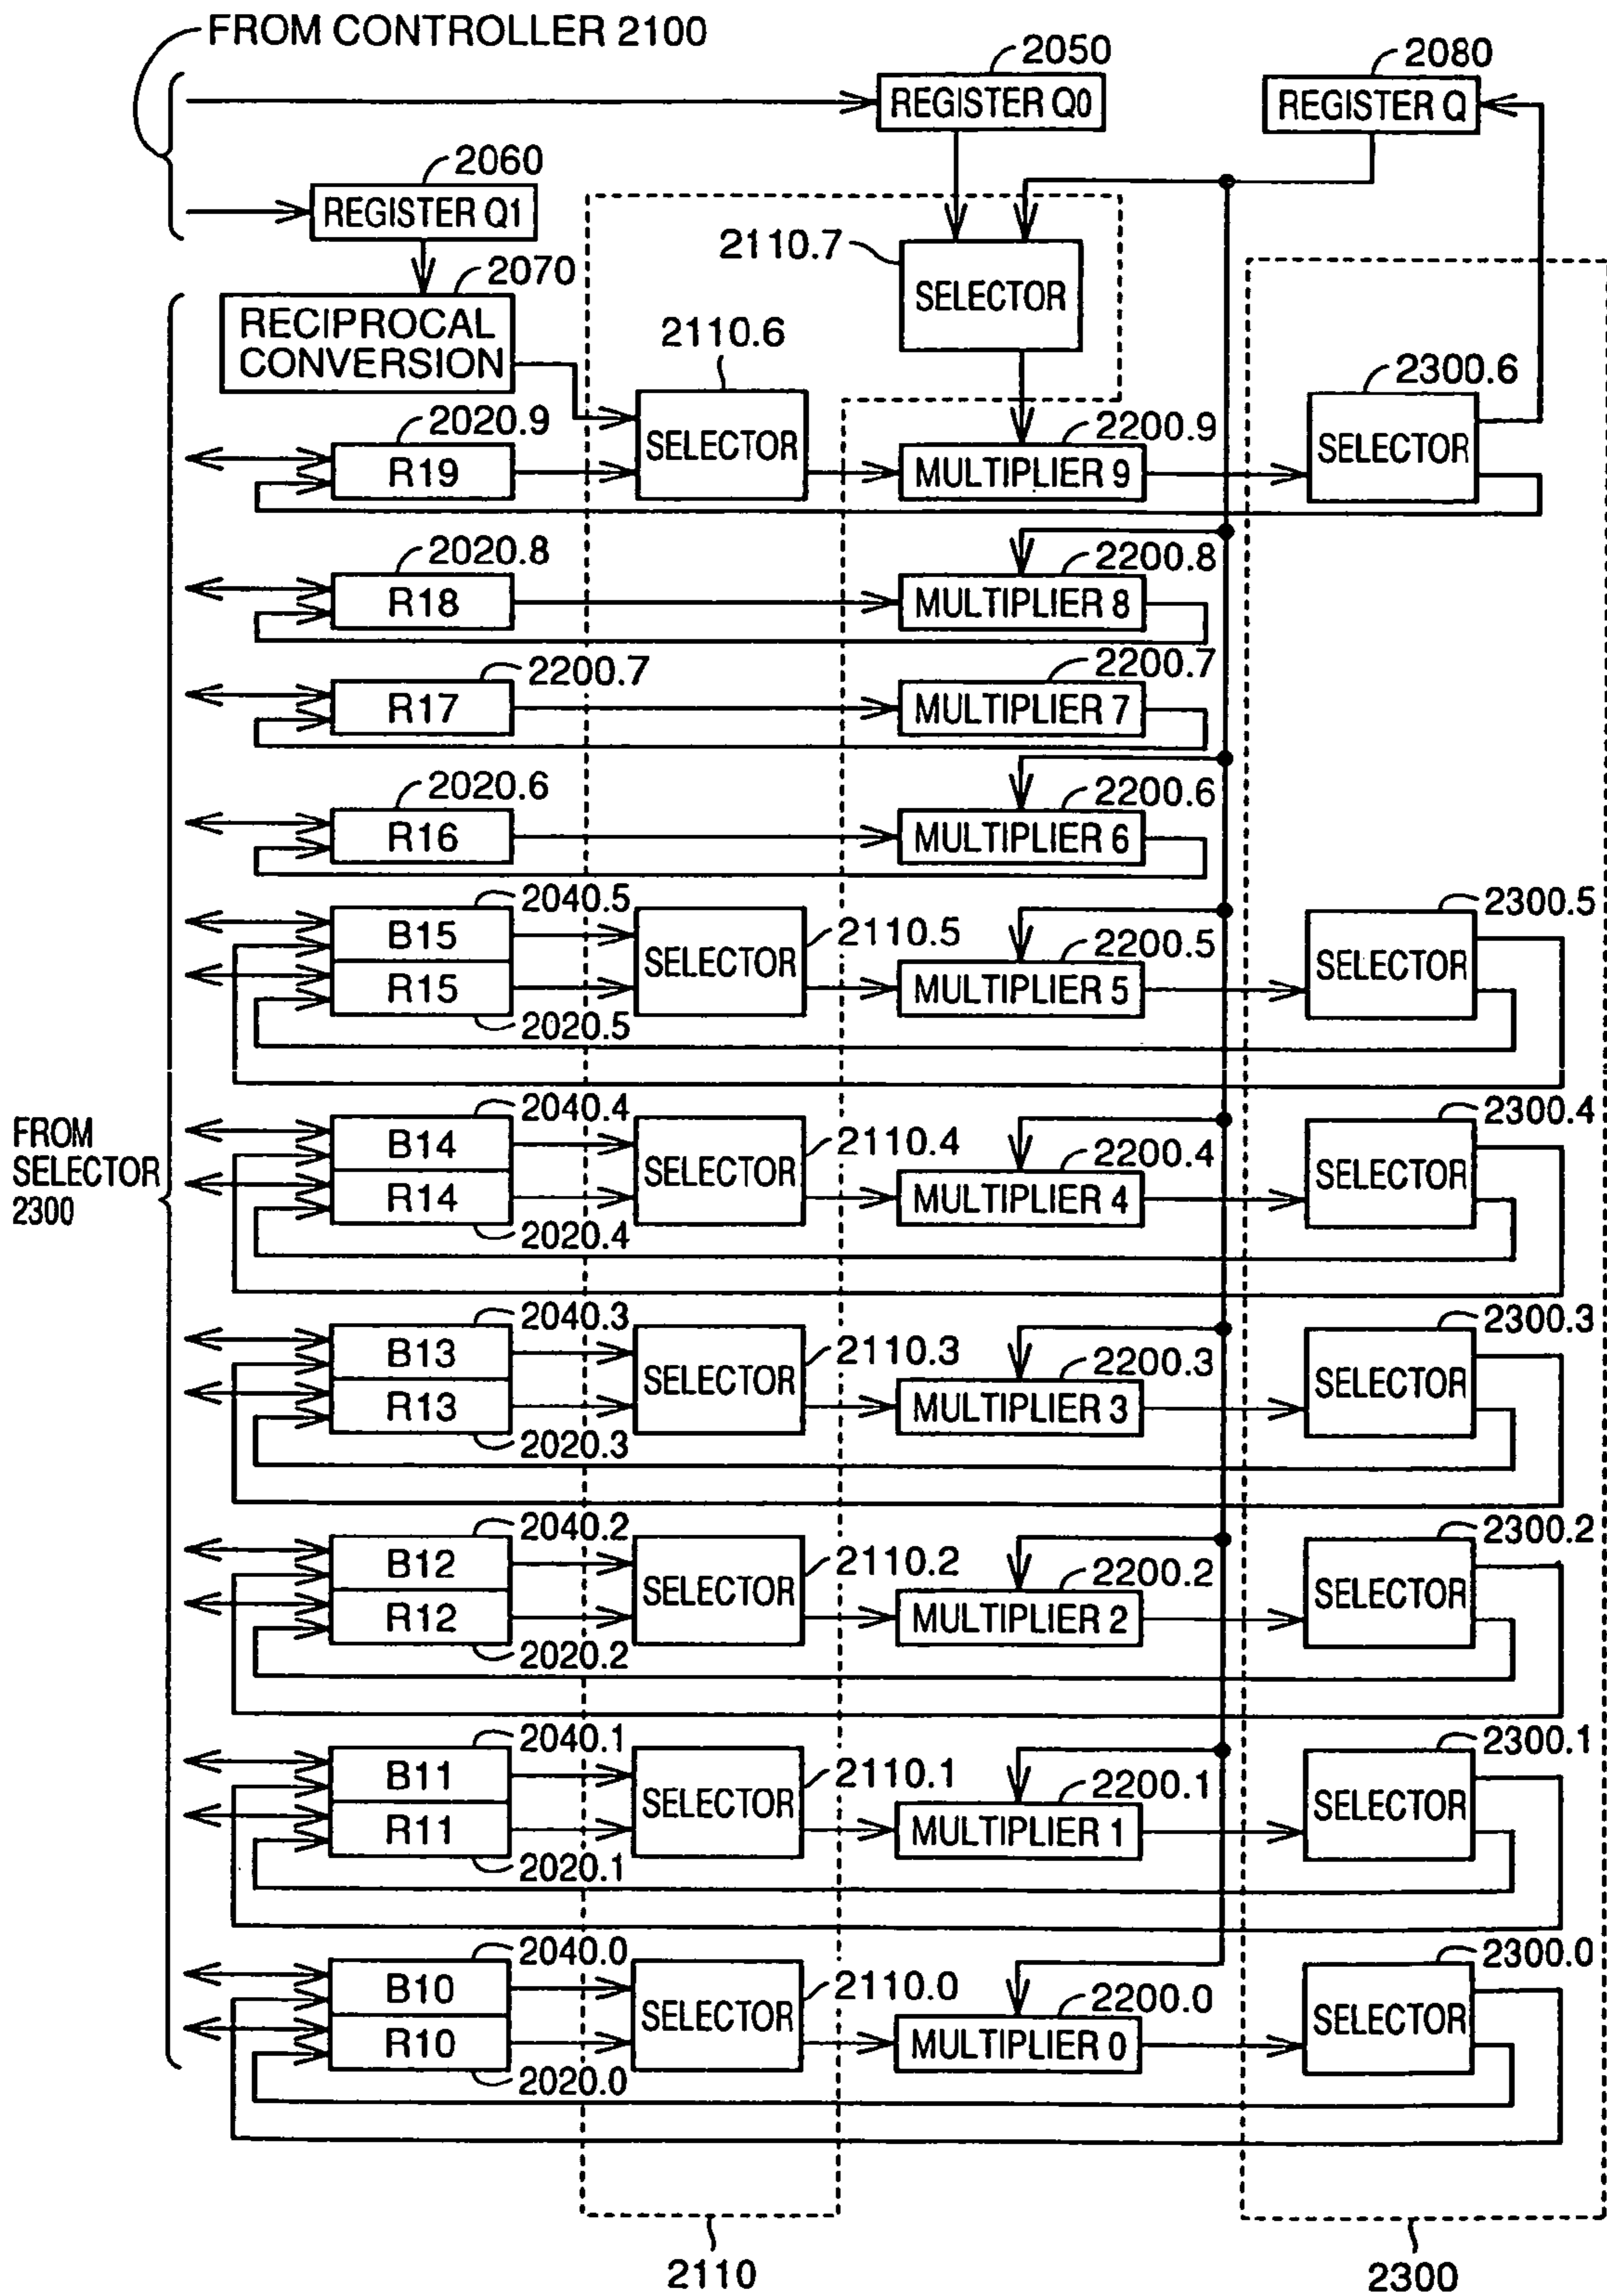 FROM CONTROLLER 2100
2050
2080
REGISTER Q0
REGISTER Q
2060
REGISTER Q1
2110.7
SELECTOR
2070
RECIPROCAL
CONVERSION
2110.6
SELECTOR
2300.6
SELECTOR
2020.9
R19
2200.9
MULTIPLIER 9
2020.8
R18
2200.8
MULTIPLIER 8
2200.7
R17
2200.7
MULTIPLIER 7
2020.6
R16
2200.6
MULTIPLIER 6
2040.5
B15
R15
2020.5
SELECTOR
2110.5
2200.5
MULTIPLIER 5
2300.5
SELECTOR
FROM
SELECTOR
2300
2040.4
B14
R14
2020.4
SELECTOR
2110.4
2200.4
MULTIPLIER 4
2300.4
SELECTOR
2040.3
B13
R13
2020.3
SELECTOR
2110.3
2200.3
MULTIPLIER 3
2300.3
SELECTOR
2040.2
B12
R12
2020.2
SELECTOR
2110.2
2200.2
MULTIPLIER 2
2300.2
SELECTOR
2040.1
B11
R11
2020.1
SELECTOR
2110.1
2200.1
MULTIPLIER 1
2300.1
SELECTOR
2040.0
B10
R10
2020.0
SELECTOR
2110.0
2200.0
MULTIPLIER 0
2300.0
SELECTOR
2110
2300